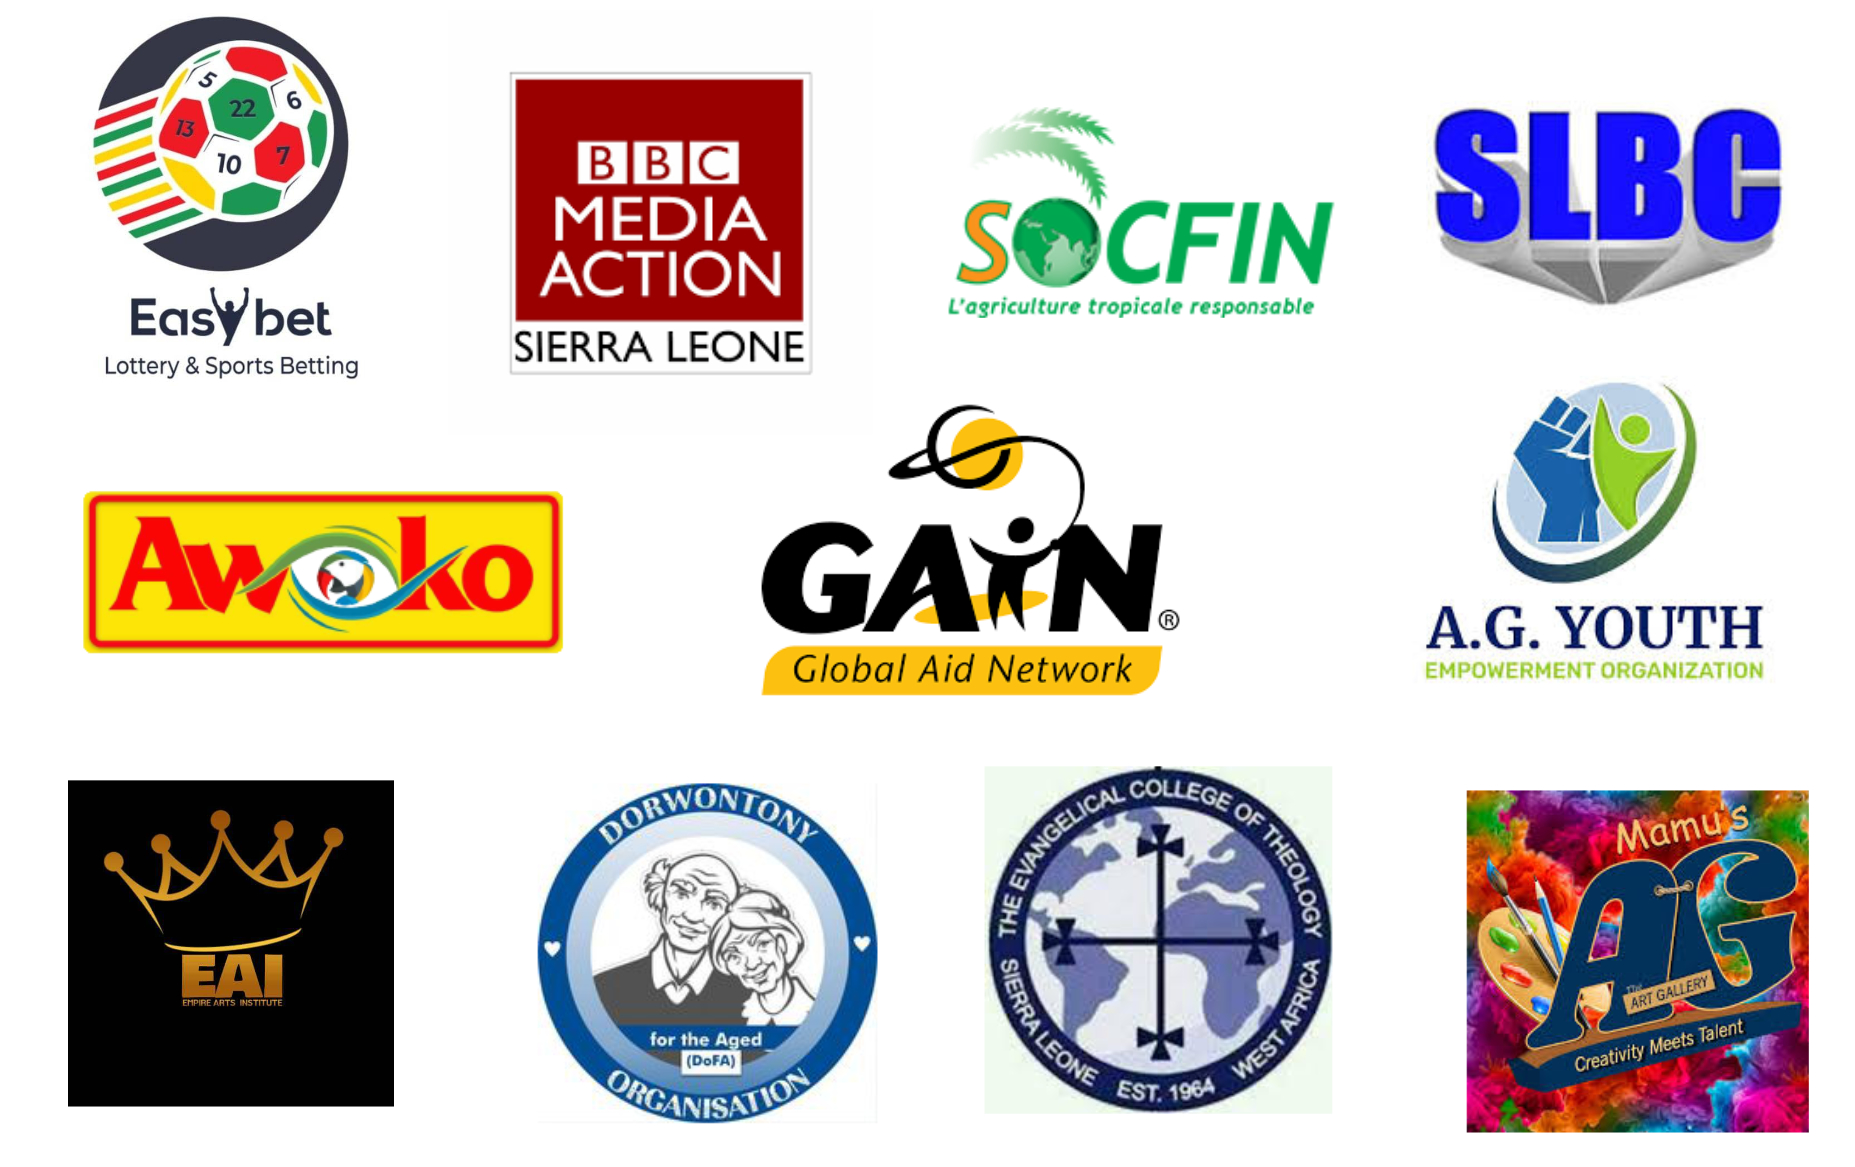 5
22
6
13
10
7
Easybet
Lottery & Sports Betting
BBC
MEDIA
ACTION
SIERRA LEONE
SOCFIN
L'agriculture tropicale responsable
SLBC
Awoko
GAiN®
Global Aid Network
A.G. YOUTH
EMPOWERMENT ORGANIZATION
EAI
EMPIRE ARTS INSTITUTE
DORWONTONY
for the Aged
(DoFA)
ORGANISATION
THE EVANGELICAL COLLEGE OF THEOLOGY
SIERRA LEONE EST. 1964 WEST AFRICA
Mamu's
AG
The
ART GALLERY
Creativity Meets Talent